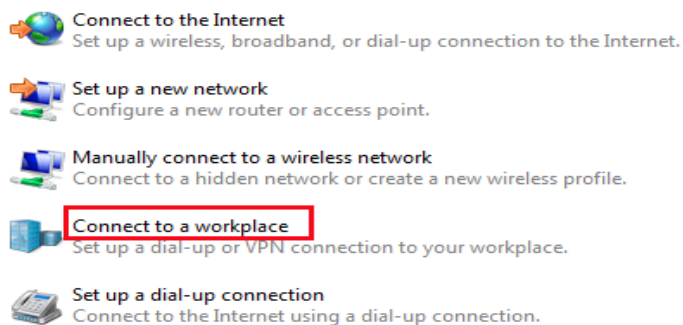 Connect to the Internet
Set up a wireless, broadband, or dial-up connection to the Internet.
Set up a new network
Configure a new router or access point.
Manually connect to a wireless network
Connect to a hidden network or create a new wireless profile.
Connect to a workplace
Set up a dial-up or VPN connection to your workplace.
Set up a dial-up connection
Connect to the Internet using a dial-up connection.